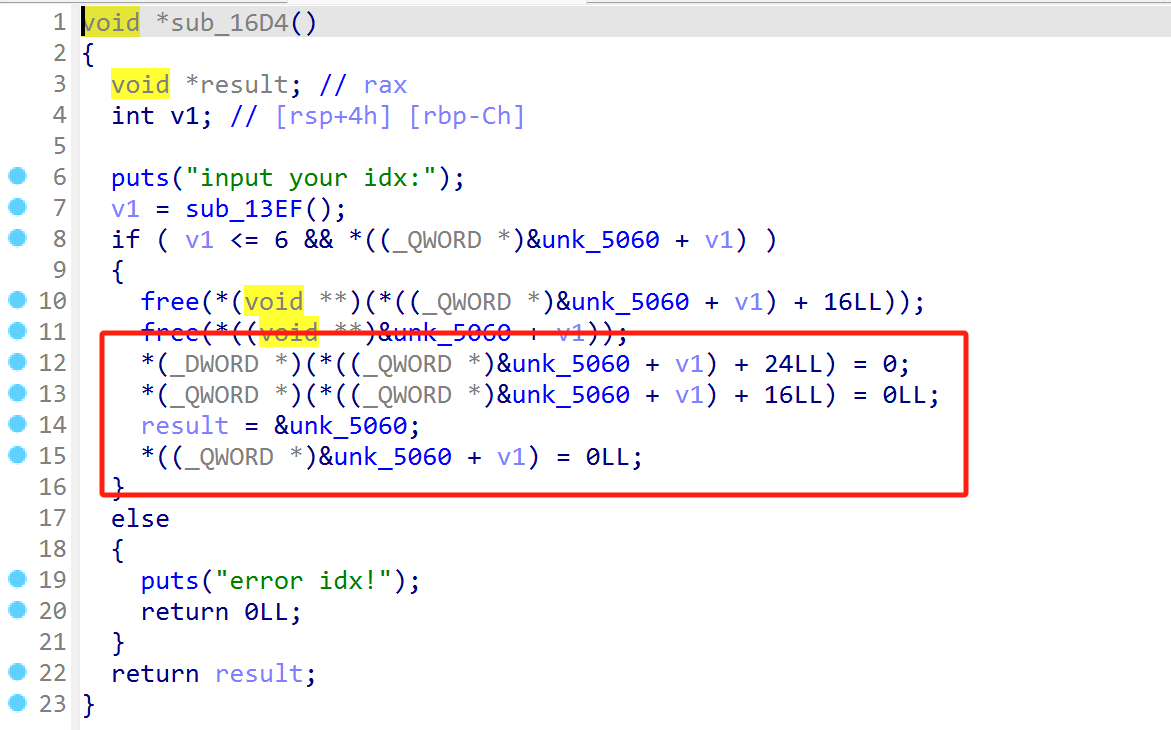 1 void *sub_16D4()
2 {
3 void *result; // rax
4 int v1; // [rsp+4h] [rbp-Ch]
5
6 puts("input your idx:");
7 v1 = sub_13EF();
8 if ( v1 <= 6 && *((_QWORD *)&unk_5060 + v1) )
9 {
10 free(*(void **)(*((_QWORD *)&unk_5060 + v1) + 16LL));
11 free(*((void **)&unk_5060 + v1));
12 *(_DWORD *)(*((_QWORD *)&unk_5060 + v1) + 24LL) = 0;
13 *(_QWORD *)(*((_QWORD *)&unk_5060 + v1) + 16LL) = 0LL;
14 result = &unk_5060;
15 *((_QWORD *)&unk_5060 + v1) = 0LL;
16 }
17 else
18 {
19 puts("error idx!");
20 return 0LL;
21 }
22 return result;
23 }